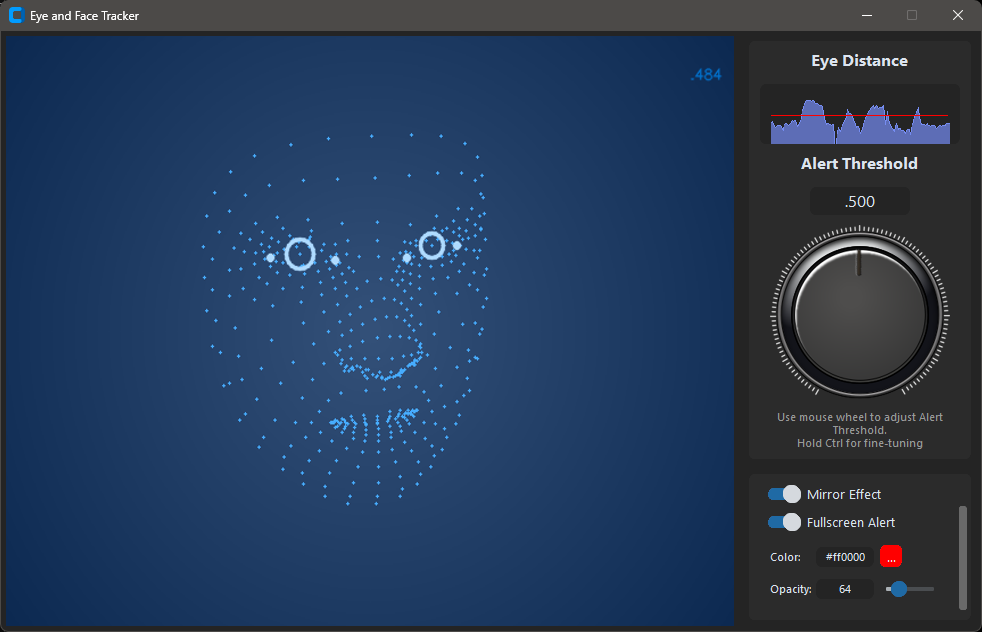 Eye and Face Tracker
.484
Eye Distance
Alert Threshold
.500
Use mouse wheel to adjust Alert
Threshold.
Hold Ctrl for fine-tuning
Mirror Effect
Fullscreen Alert
Color:
#ff0000
...
Opacity:
64